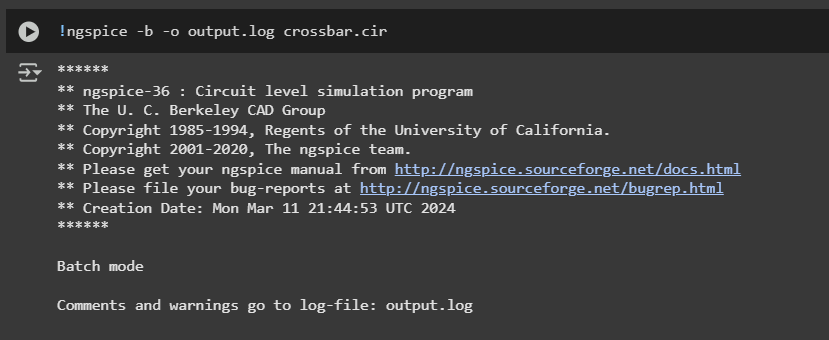 !ngspice -b -o output.log crossbar.cir
******
** ngspice-36 : Circuit level simulation program
** The U. C. Berkeley CAD Group
** Copyright 1985-1994, Regents of the University of California.
** Copyright 2001-2020, The ngspice team.
** Please get your ngspice manual from http://ngspice.sourceforge.net/docs.html
** Please file your bug-reports at http://ngspice.sourceforge.net/bugrep.html
** Creation Date: Mon Mar 11 21:44:53 UTC 2024
******
Batch mode
Comments and warnings go to log-file: output.log